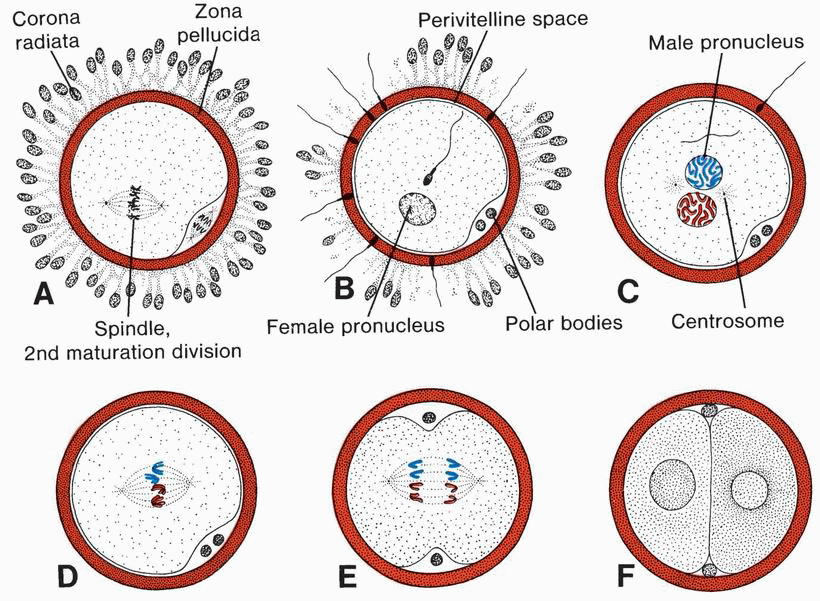 Corona
radiata
Zona
pellucida
Perivitelline space
Male pronucleus
A
B
C
Spindle,
2nd maturation division
Female pronucleus
Polar bodies
Centrosome
D
E
F